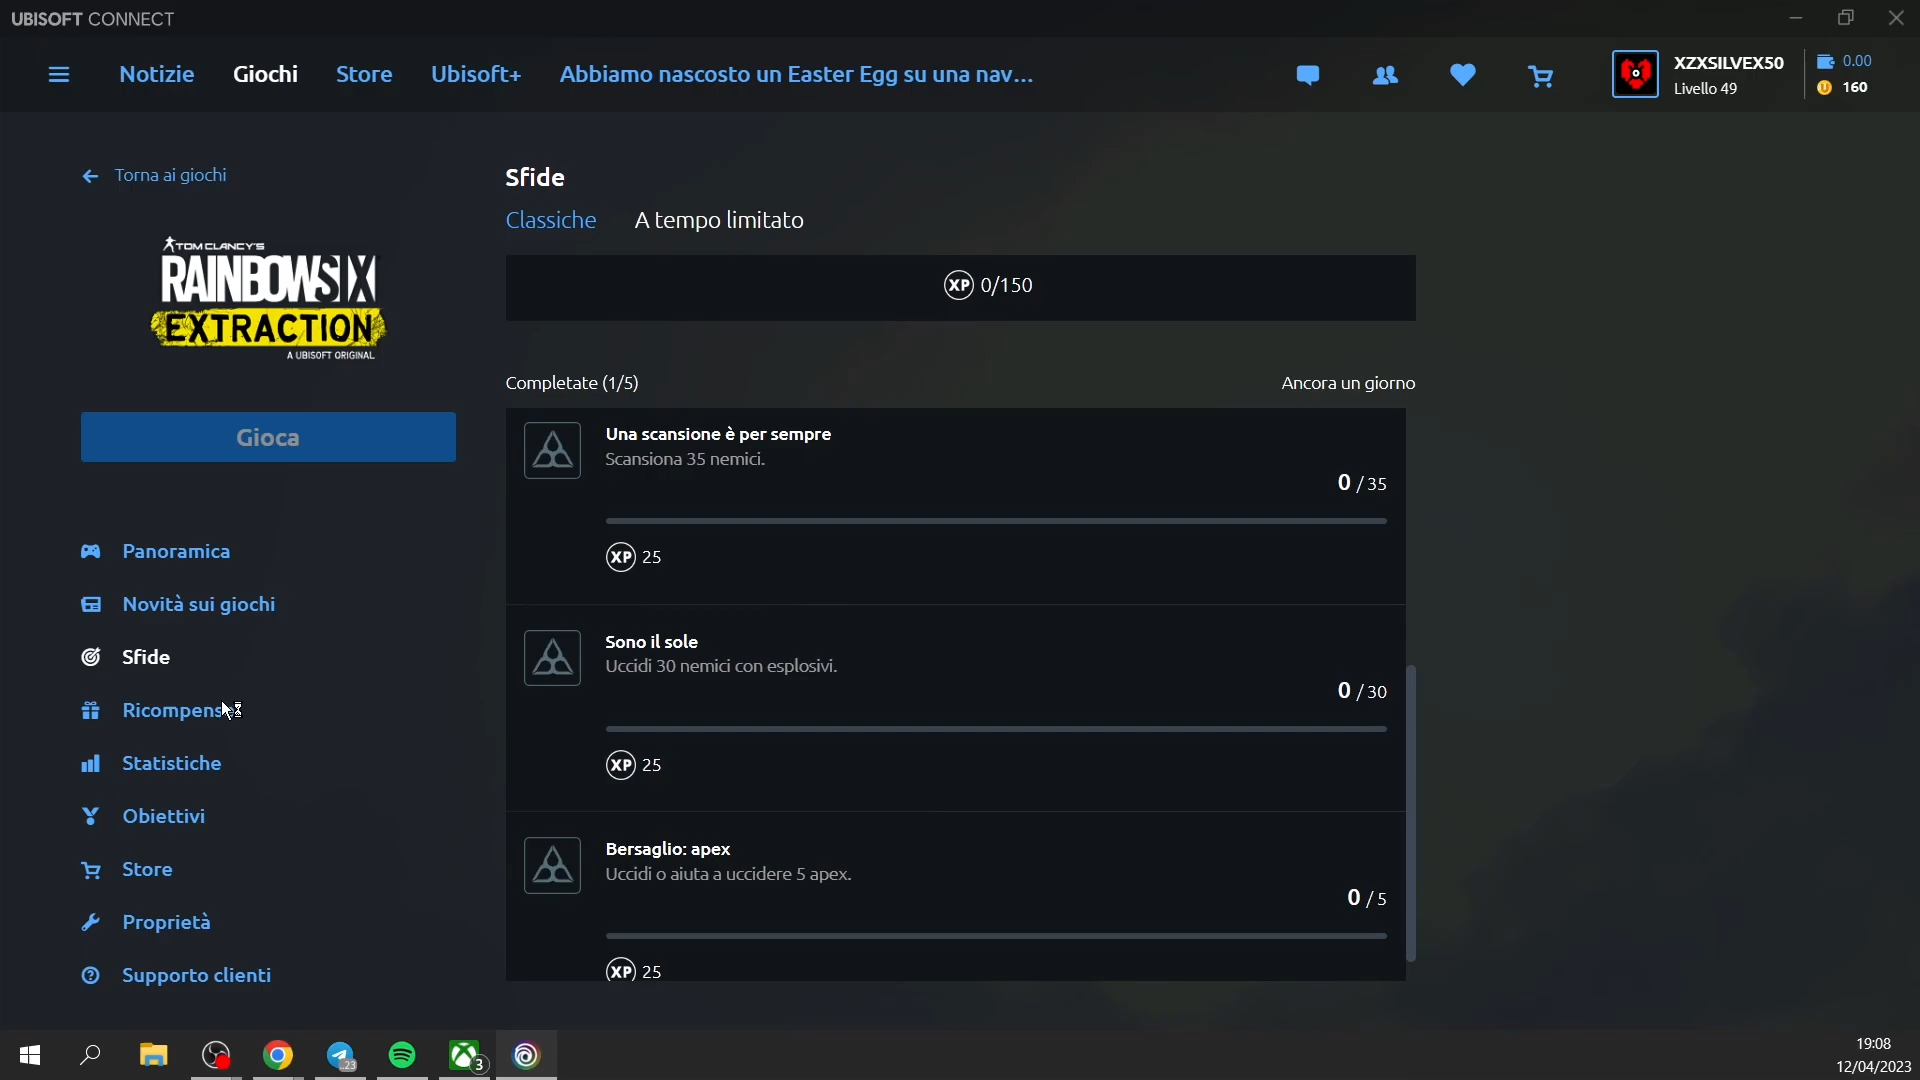 UBISOFT CONNECT
Notizie Giochi Store Ubisoft+ Abbiamo nascosto un Easter Egg su una nav...
XZXSILVEX50
Livello 49
0.00
160
Torna ai giochi
TOM CLANCY'S
RAINBOW SIX
EXTRACTION
A UBISOFT ORIGINAL
Gioca
Panoramica
Novità sui giochi
Sfide
Ricompens
Statistiche
Obiettivi
Store
Proprietà
Supporto clienti
Sfide
Classiche A tempo limitato
XP 0/150
Completate (1/5) Ancora un giorno
Una scansione è per sempre
Scansiona 35 nemici.
0 / 35
XP 25
Sono il sole
Uccidi 30 nemici con esplosivi.
0 / 30
XP 25
Bersaglio: apex
Uccidi o aiuta a uccidere 5 apex.
0 / 5
XP 25
23
3
19:08
12/04/2023